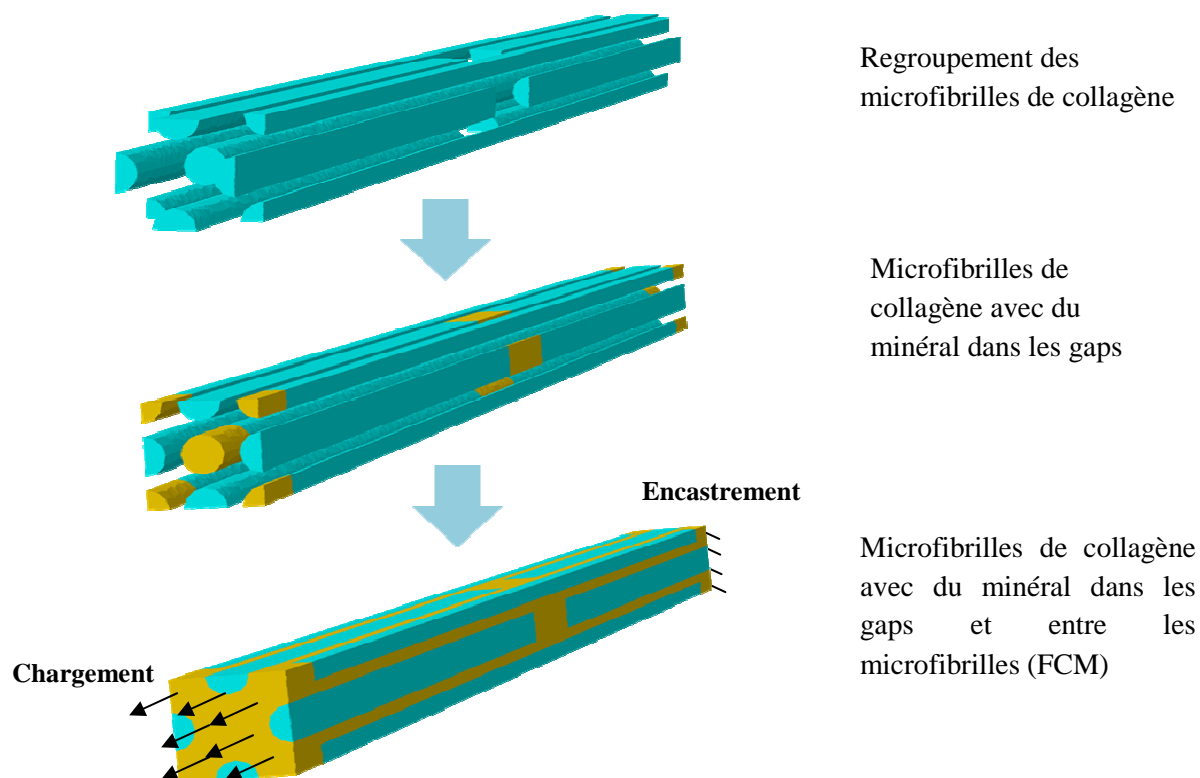 Regroupement des
microfibrilles de collagène
Microfibrilles de
collagène avec du
minéral dans les gaps
Encastrement
Microfibrilles de collagène
avec du minéral dans les
gaps et entre les
microfibrilles (FCM)
Chargement